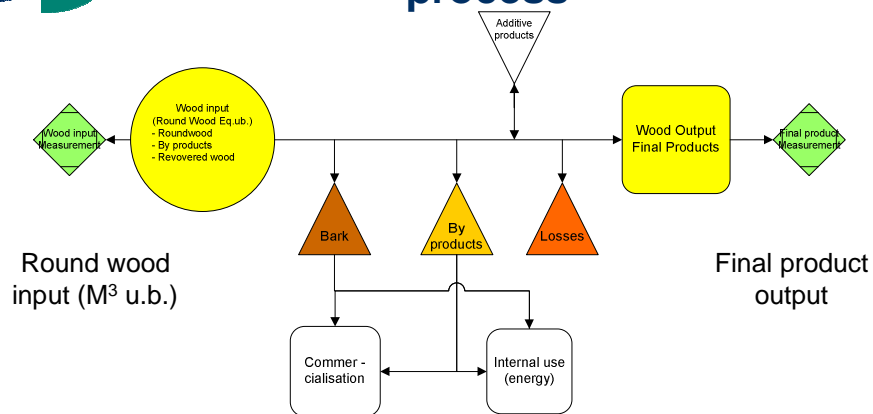 process
Additive
products
Wood input
(Round Wood Eq.ub.)
- Roundwood
- By products
- Revovered wood
Wood input
Measurement
Wood Output
Final Products
Final product
Measurement
Bark
By
products
Losses
Round wood
input (M³ u.b.)
Final product
output
Commer -
cialisation
Internal use
(energy)